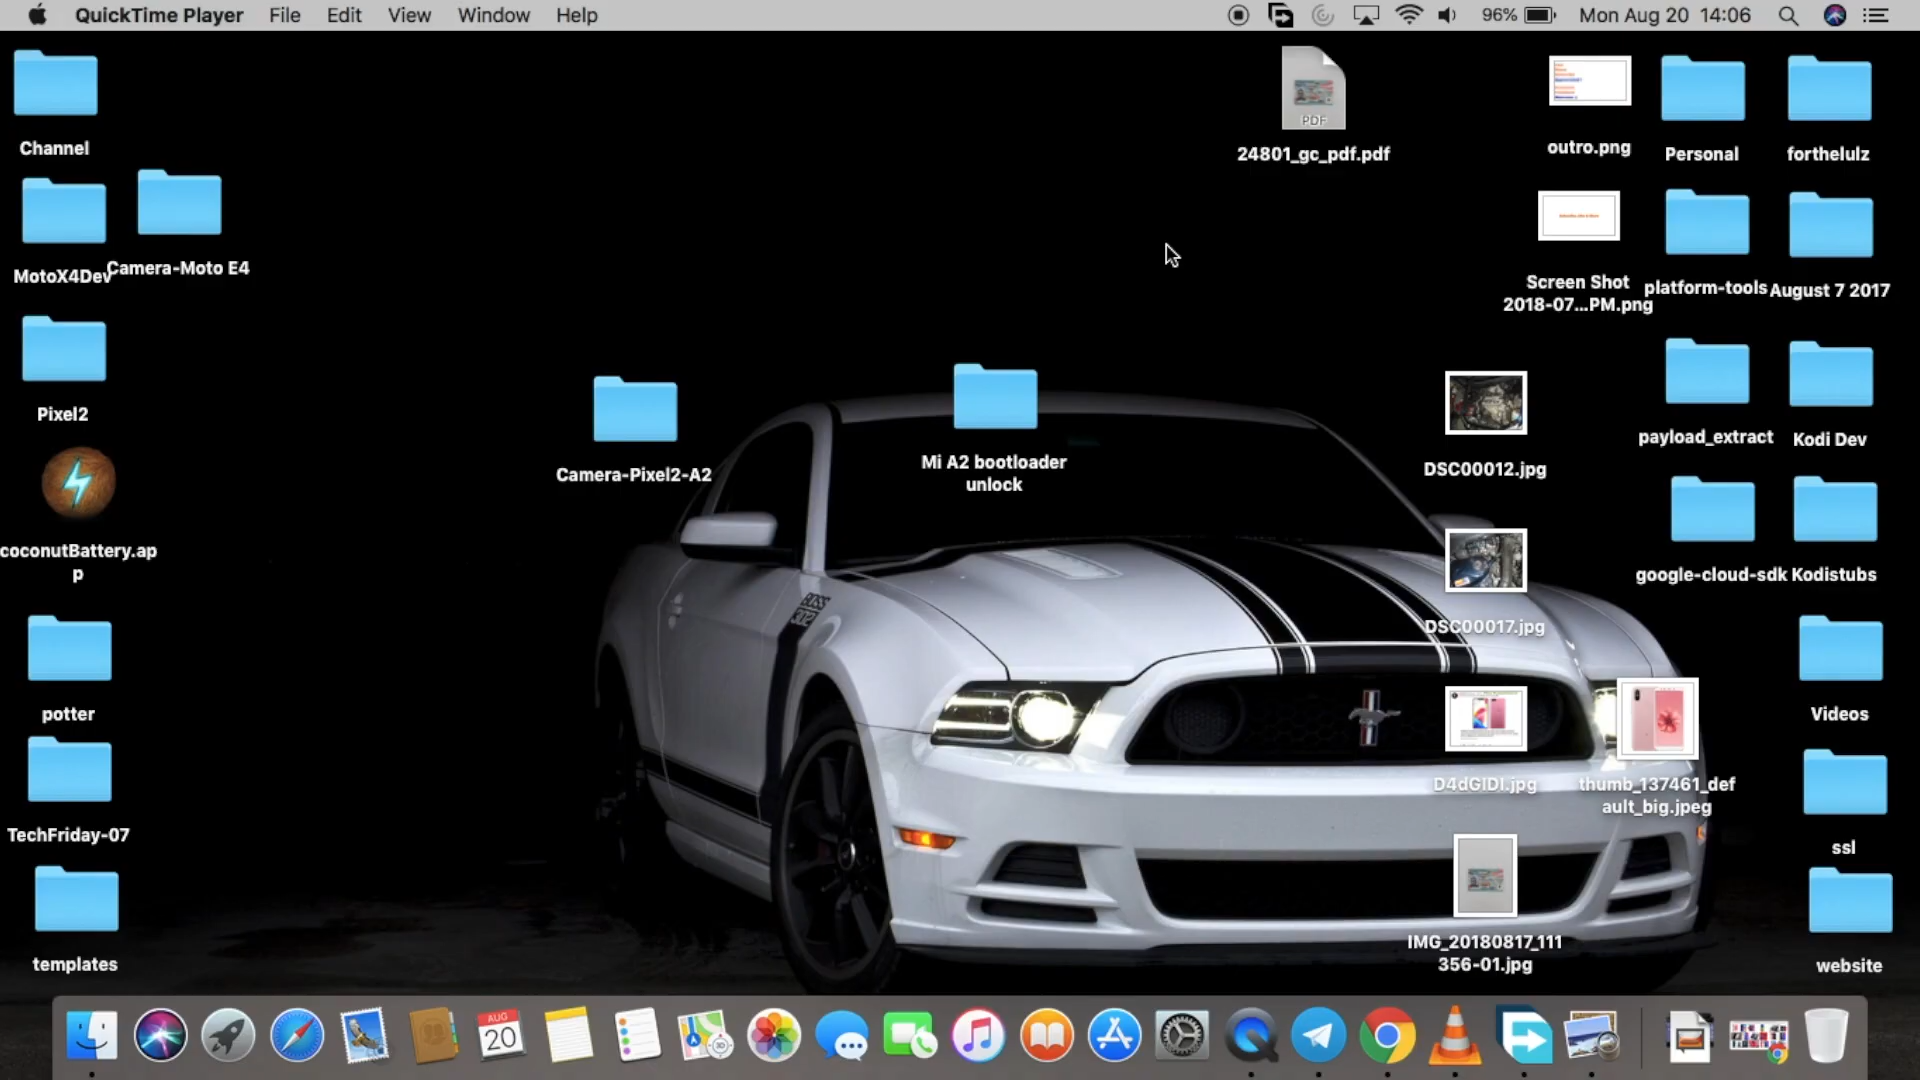 QuickTime Player File Edit View Window Help 96% Mon Aug 20 14:06
Channel
PDF
24801_gc_pdf.pdf
outro.png
Personal
forthelulz
MotoX4Dev
Camera-Moto E4
Screen Shot
2018-07...PM.png
platform-tools
August 7 2017
Pixel2
Camera-Pixel2-A2
Mi A2 bootloader
unlock
DSC00012.jpg
payload_extract
Kodi Dev
coconutBattery.ap
p
BOSS
302
DSC00017.jpg
google-cloud-sdk
Kodistubs
potter
D4dGIDI.jpg
thumb_137461_def
ault_big.jpeg
Videos
TechFriday-07
ssl
templates
IMG_20180817_111
356-01.jpg
website
AUG
20
3D